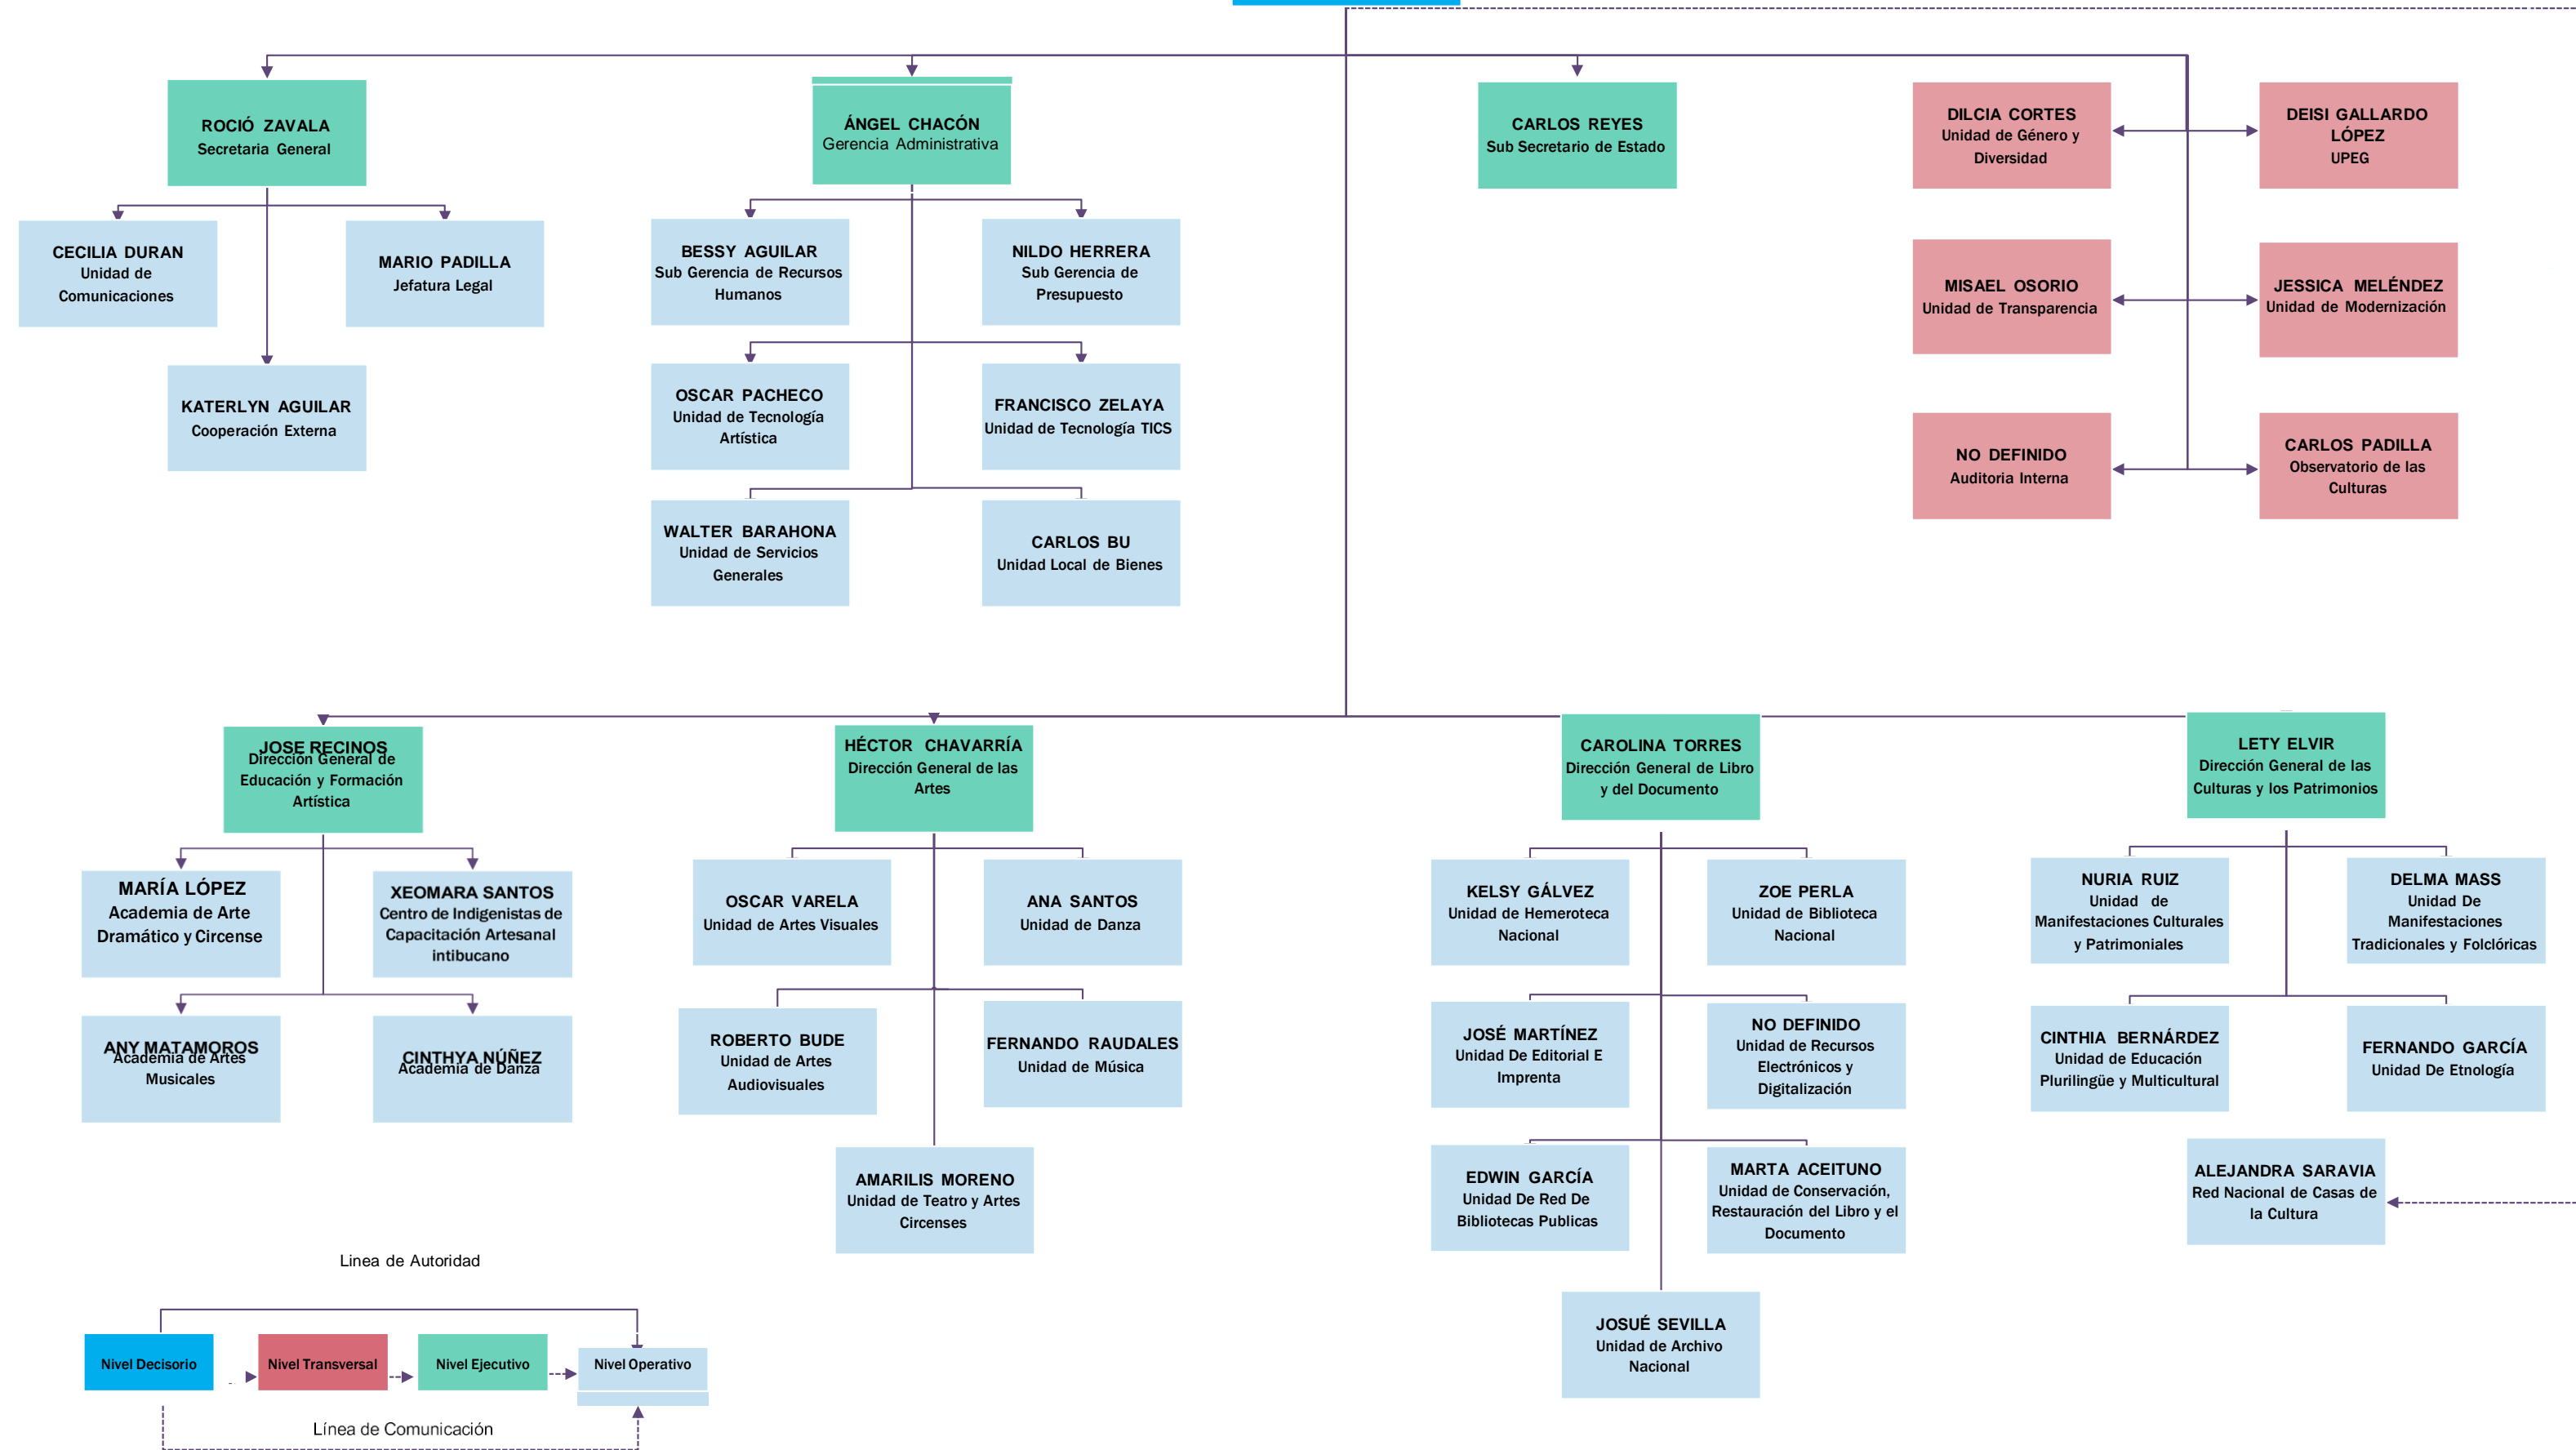 ROCIÓ ZAVALA
Secretaria General
ÁNGEL CHACÓN
Gerencia Administrativa
CARLOS REYES
Sub Secretario de Estado
DILCIA CORTES
Unidad de Género y
Diversidad
DEISI GALLARDO
LÓPEZ
UPEG
CECILIA DURAN
Unidad de
Comunicaciones
MARIO PADILLA
Jefatura Legal
KATERLYN AGUILAR
Cooperación Externa
BESSY AGUILAR
Sub Gerencia de Recursos
Humanos
NILDO HERRERA
Sub Gerencia de
Presupuesto
OSCAR PACHECO
Unidad de Tecnología
Artística
FRANCISCO ZELAYA
Unidad de Tecnología TICS
WALTER BARAHONA
Unidad de Servicios
Generales
CARLOS BU
Unidad Local de Bienes
MISAEL OSORIO
Unidad de Transparencia
JESSICA MELÉNDEZ
Unidad de Modernización
NO DEFINIDO
Auditoria Interna
CARLOS PADILLA
Observatorio de las
Culturas
JOSE RECINOS
Dirección General de
Educación y Formación
Artística
HÉCTOR CHAVARRÍA
Dirección General de las
Artes
CAROLINA TORRES
Dirección General de Libro
y del Documento
LETY ELVIR
Dirección General de las
Culturas y los Patrimonios
MARÍA LÓPEZ
Academia de Arte
Dramático y Circense
XEOMARA SANTOS
Centro de Indigenistas de
Capacitación Artesanal
intibucano
ANY MATAMOROS
Academia de Artes
Musicales
CINTHYA NÚÑEZ
Academia de Danza
OSCAR VARELA
Unidad de Artes Visuales
ANA SANTOS
Unidad de Danza
ROBERTO BUDE
Unidad de Artes
Audiovisuales
FERNANDO RAUDALES
Unidad de Música
AMARILIS MORENO
Unidad de Teatro y Artes
Circenses
KELSY GÁLVEZ
Unidad de Hemeroteca
Nacional
ZOE PERLA
Unidad de Biblioteca
Nacional
JOSÉ MARTÍNEZ
Unidad De Editorial E
Imprenta
NO DEFINIDO
Unidad de Recursos
Electrónicos y
Digitalización
EDWIN GARCÍA
Unidad De Red De
Bibliotecas Publicas
MARTA ACEITUNO
Unidad de Conservación,
Restauración del Libro y el
Documento
JOSUÉ SEVILLA
Unidad de Archivo
Nacional
NURIA RUIZ
Unidad de
Manifestaciones Culturales
y Patrimoniales
DELMA MASS
Unidad De
Manifestaciones
Tradicionales y Folclóricas
CINTHIA BERNÁRDEZ
Unidad de Educación
Plurilingüe y Multicultural
FERNANDO GARCÍA
Unidad De Etnología
ALEJANDRA SARAVIA
Red Nacional de Casas de
la Cultura
Linea de Autoridad
Nivel Decisorio
Nivel Transversal
Nivel Ejecutivo
Nivel Operativo
Línea de Comunicación